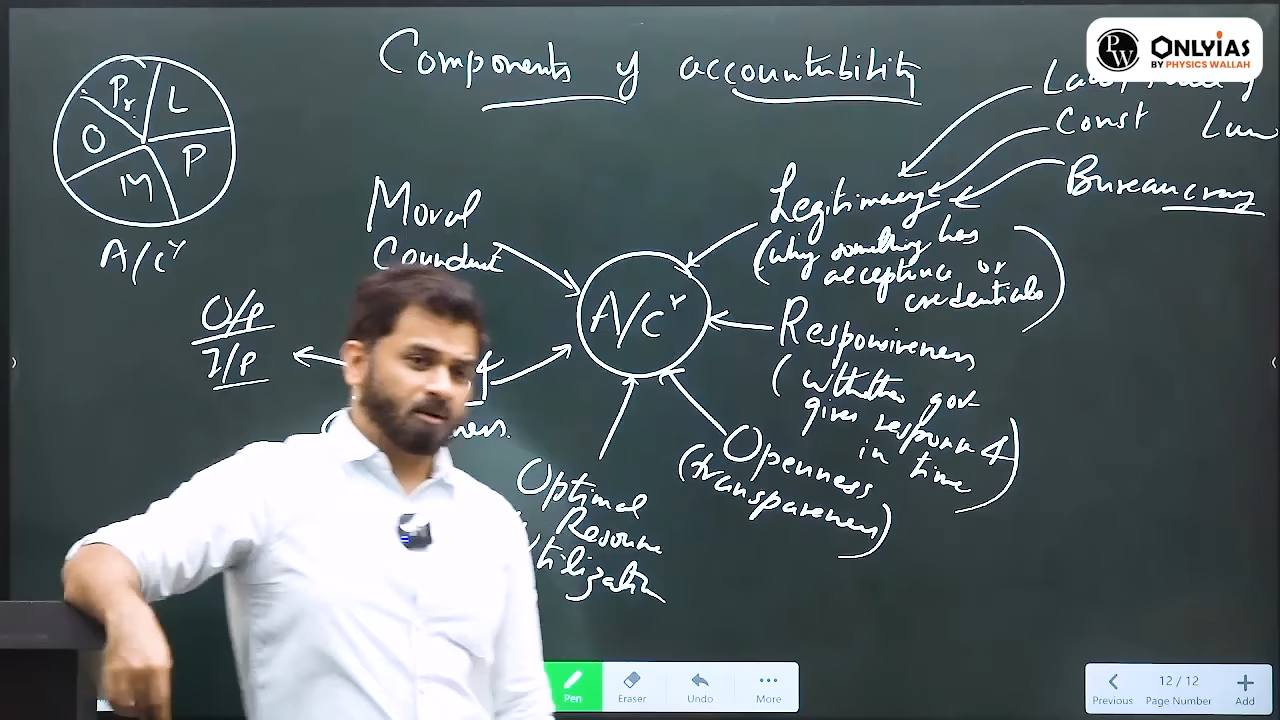 PW ONLYIAS
BY PHYSICS WALLAH
Components of accountability
Pr. L
O P
M
A/Cy
Const
Bureaucracy
Legitimacy
(why something has
acceptance or
credentials)
Moral
A/Cy
O/P
I/P
Responsiveness
(whether gov
gives response
in time)
Openness
(transparency)
Optimal
Resource
Utilization
Pen Eraser Undo More
Previous 12 / 12 Add
Page Number